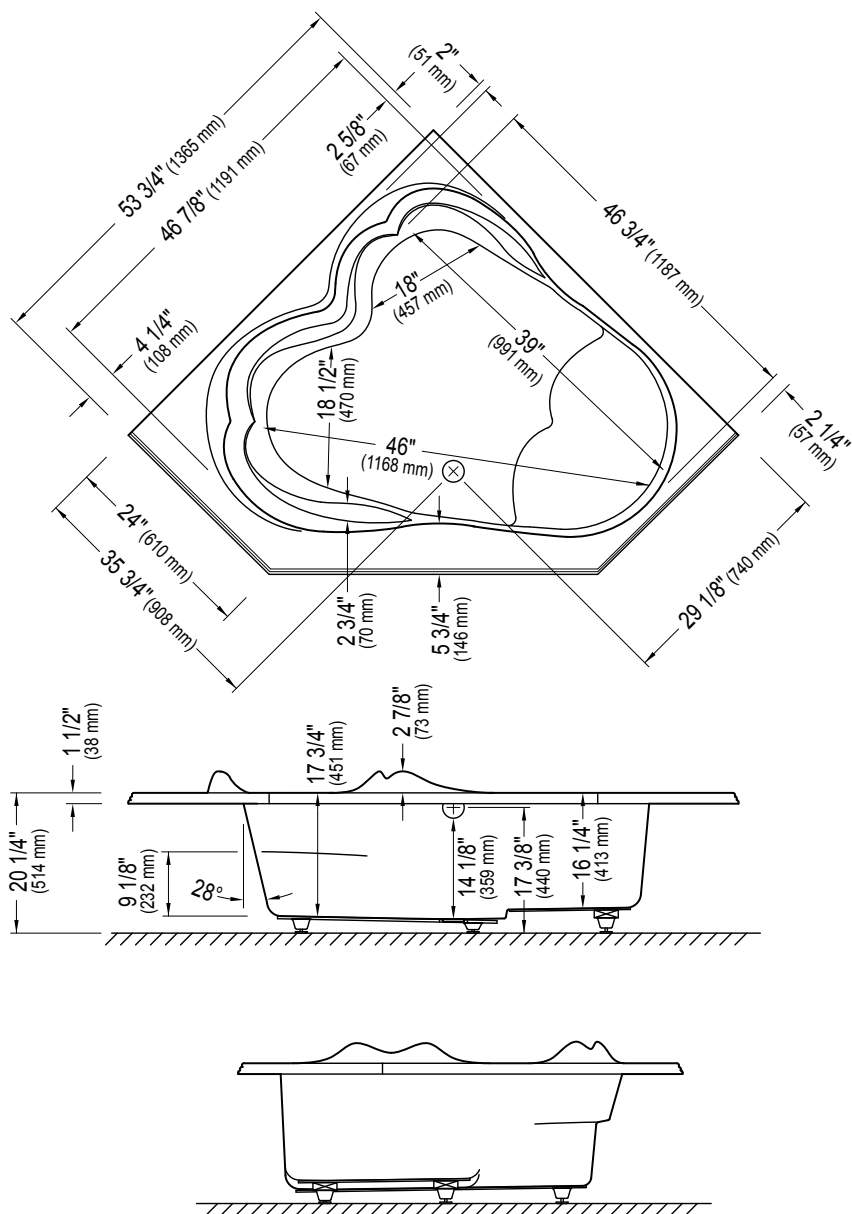 2"
(51 mm)
53 3/4" (1365 mm)
46 7/8" (1191 mm)
2 5/8"
(67 mm)
46 3/4" (1187 mm)
4 1/4"
(108 mm)
18"
(457 mm)
39"
(991 mm)
18 1/2"
(470 mm)
46"
(1168 mm)
2 1/4"
(57 mm)
24" (610 mm)
35 3/4" (908 mm)
29 1/8" (740 mm)
2 3/4"
(70 mm)
5 3/4"
(146 mm)
1 1/2"
(38 mm)
17 3/4"
(451 mm)
2 7/8"
(73 mm)
20 1/4"
(514 mm)
9 1/8"
(232 mm)
28°
14 1/8"
(359 mm)
17 3/8"
(440 mm)
16 1/4"
(413 mm)